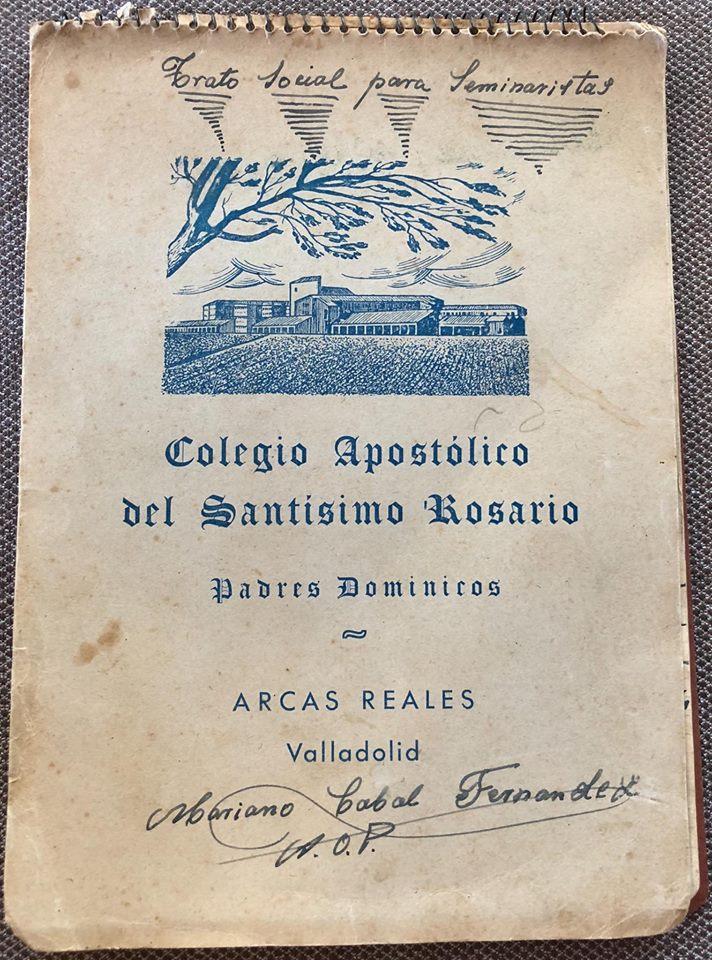 Trato Social para Seminaristas
Colegio Apostólico
del Santísimo Rosario
Padres Dominicos
ARCAS REALES
Valladolid
Mariano Cabal Fernandez
A.O.P.